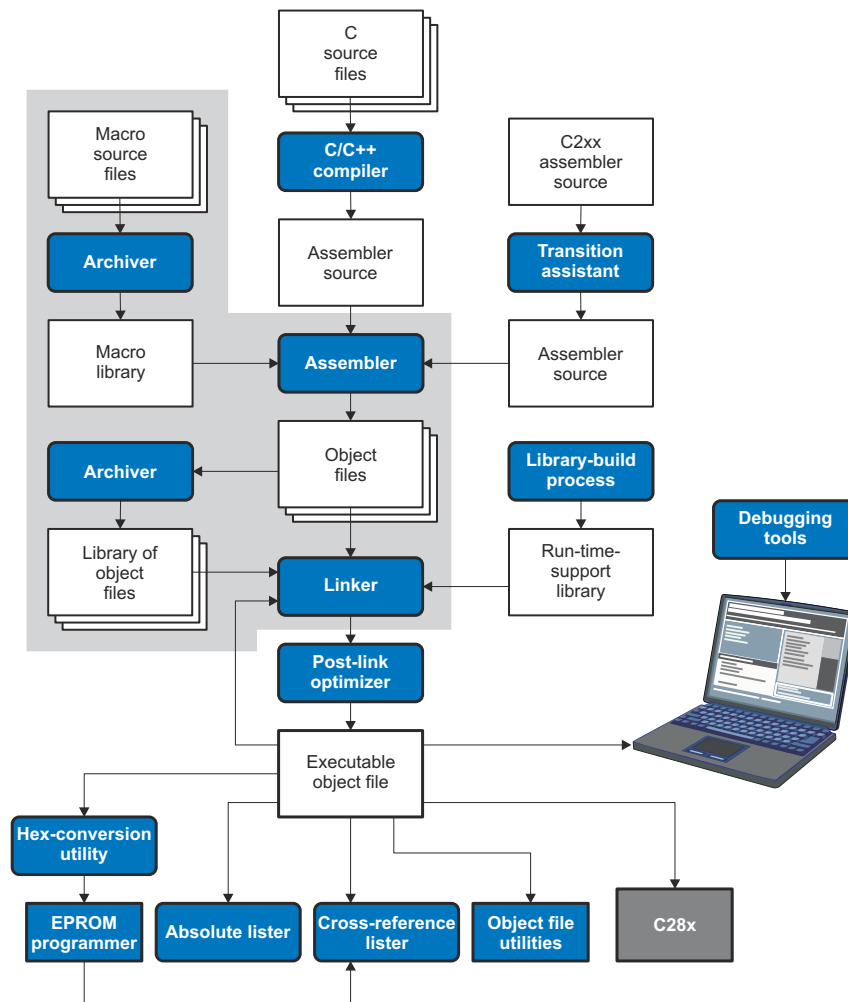 C
source
files
Macro
source
files
C/C++
compiler
C2xx
assembler
source
Archiver
Assembler
source
Transition
assistant
Macro
library
Assembler
Assembler
source
Archiver
Object
files
Library-build
process
Debugging
tools
Library of
object
files
Linker
Run-time-
support
library
Post-link
optimizer
Executable
object file
Hex-conversion
utility
EPROM
programmer
Absolute lister
Cross-reference
lister
Object file
utilities
C28x